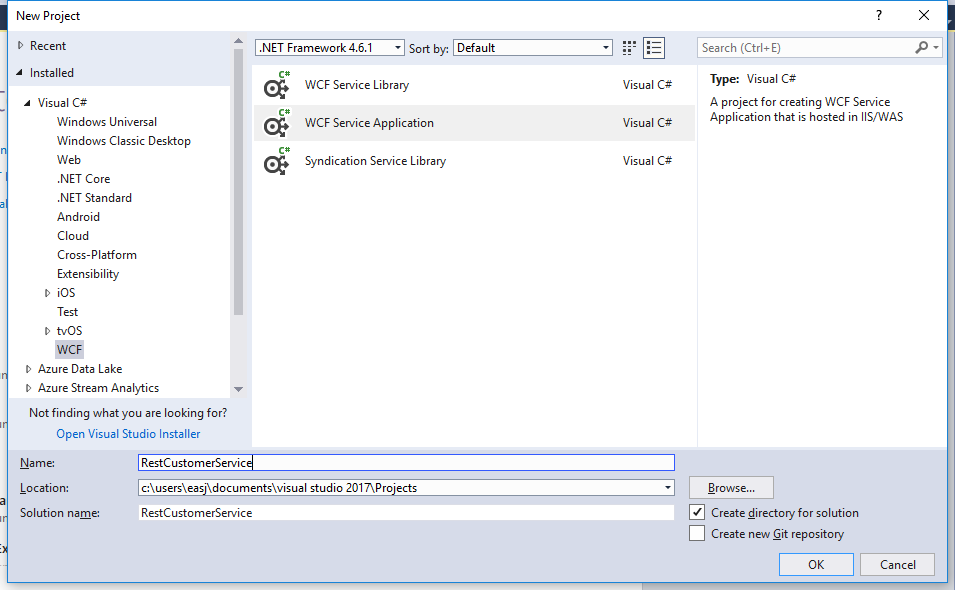 New Project
?
Recent
Installed
Visual C#
Windows Universal
Windows Classic Desktop
Web
.NET Core
.NET Standard
Android
Cloud
Cross-Platform
Extensibility
iOS
Test
tvOS
WCF
Azure Data Lake
Azure Stream Analytics
Not finding what you are looking for?
Open Visual Studio Installer
.NET Framework 4.6.1 Sort by: Default
C# WCF Service Library Visual C#
C# WCF Service Application Visual C#
C# Syndication Service Library Visual C#
Search (Ctrl+E)
Type: Visual C#
A project for creating WCF Service
Application that is hosted in IIS/WAS
Name: RestCustomerService
Location: c:\users\easj\documents\visual studio 2017\Projects
Browse...
Solution name: RestCustomerService
Create directory for solution
Create new Git repository
OK Cancel